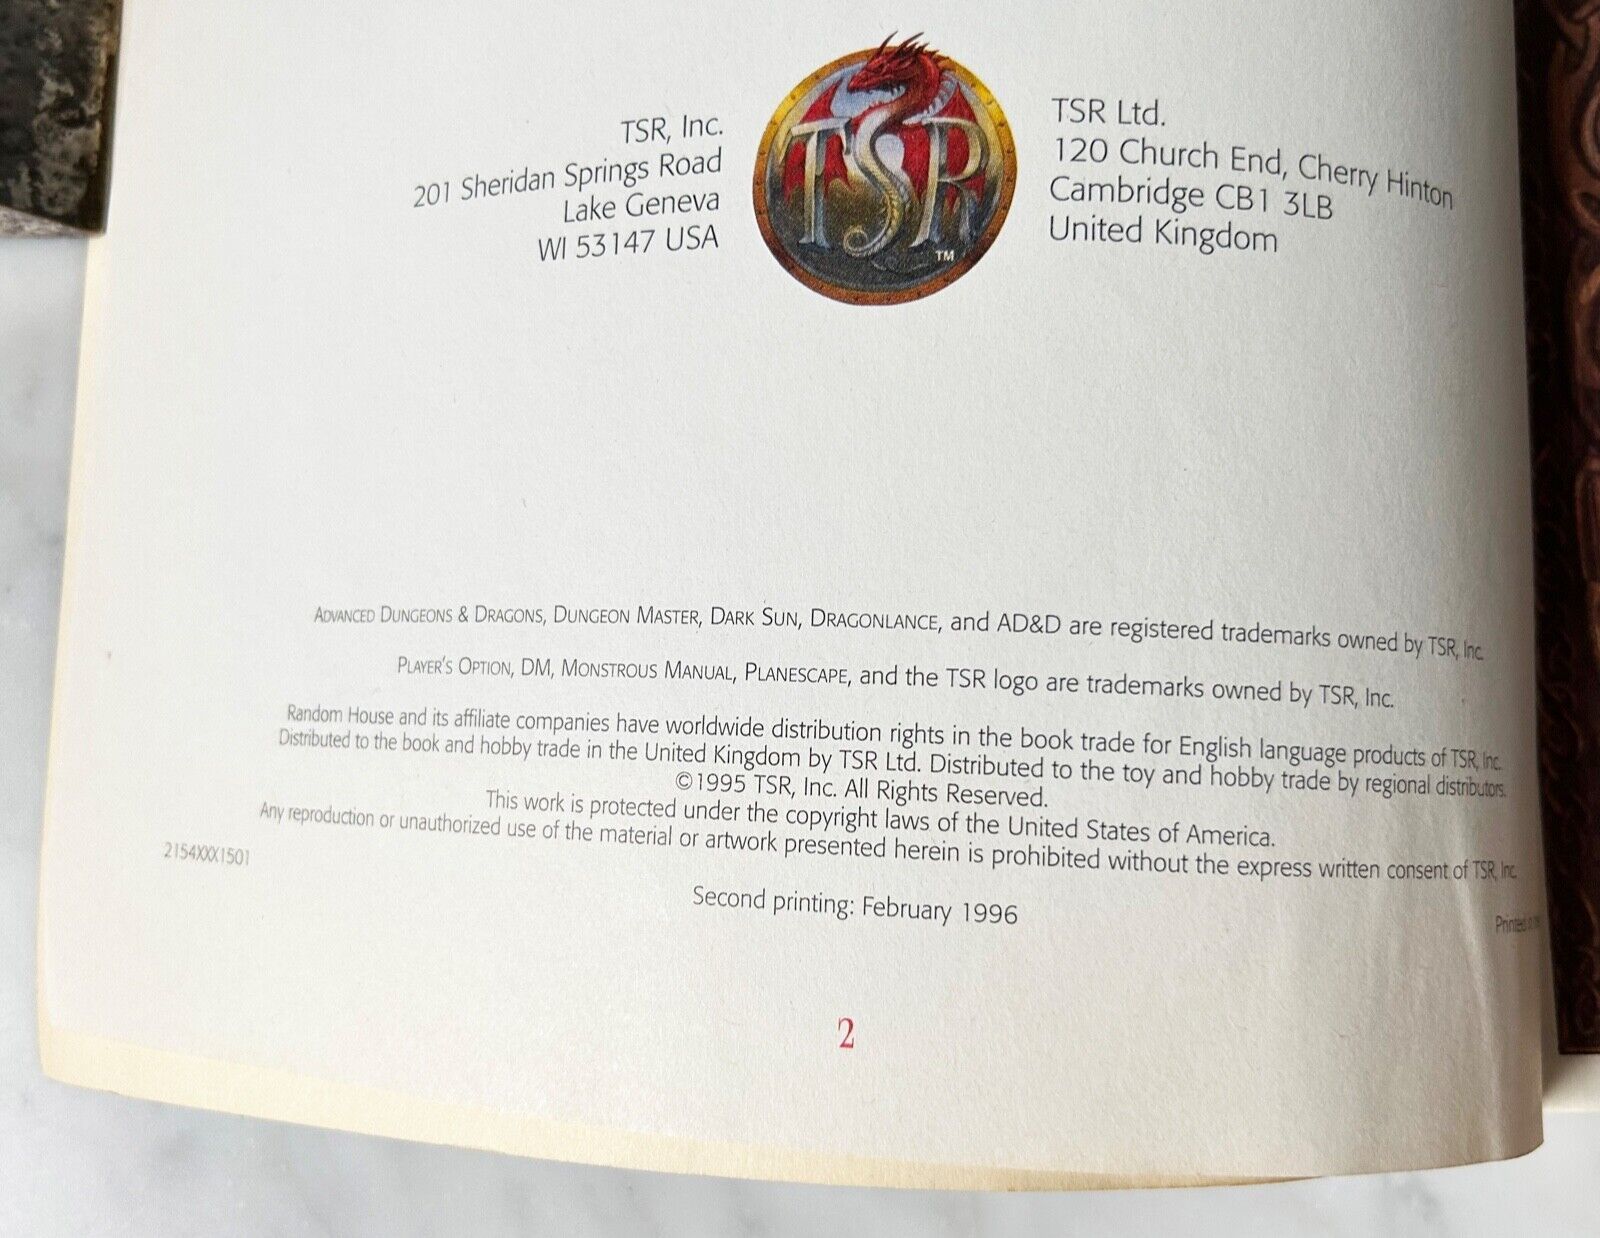 TSR, Inc.
201 Sheridan Springs Road
Lake Geneva
WI 53147 USA
TSR
TM
TSR Ltd.
120 Church End, Cherry Hinton
Cambridge CB1 3LB
United Kingdom
ADVANCED DUNGEONS & DRAGONS, DUNGEON MASTER, DARK SUN, DRAGONLANCE, and AD&D are registered trademarks owned by TSR, Inc.
PLAYER'S OPTION, DM, MONSTROUS MANUAL, PLANESCAPE, and the TSR logo are trademarks owned by TSR, Inc.
Random House and its affiliate companies have worldwide distribution rights in the book trade for English language products of TSR, Inc.
Distributed to the book and hobby trade in the United Kingdom by TSR Ltd. Distributed to the toy and hobby trade by regional distributors.
©1995 TSR, Inc. All Rights Reserved.
This work is protected under the copyright laws of the United States of America.
Any reproduction or unauthorized use of the material or artwork presented herein is prohibited without the express written consent of TSR, Inc.
2154XXX1501
Second printing: February 1996
Printed
2